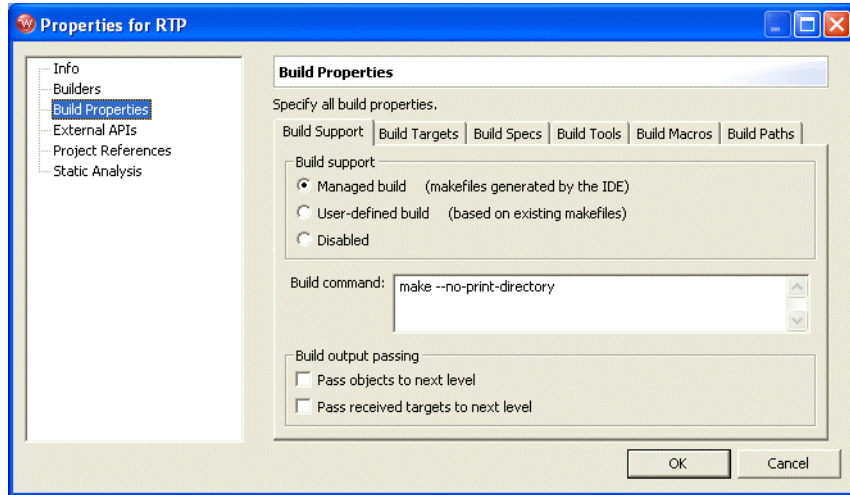 Properties for RTP
Info
Builders
Build Properties
External APIs
Project References
Static Analysis
Build Properties
Specify all build properties.
Build Support Build Targets Build Specs Build Tools Build Macros Build Paths
Build support
Managed build (makefiles generated by the IDE)
User-defined build (based on existing makefiles)
Disabled
Build command: make --no-print-directory
Build output passing
Pass objects to next level
Pass received targets to next level
OK Cancel